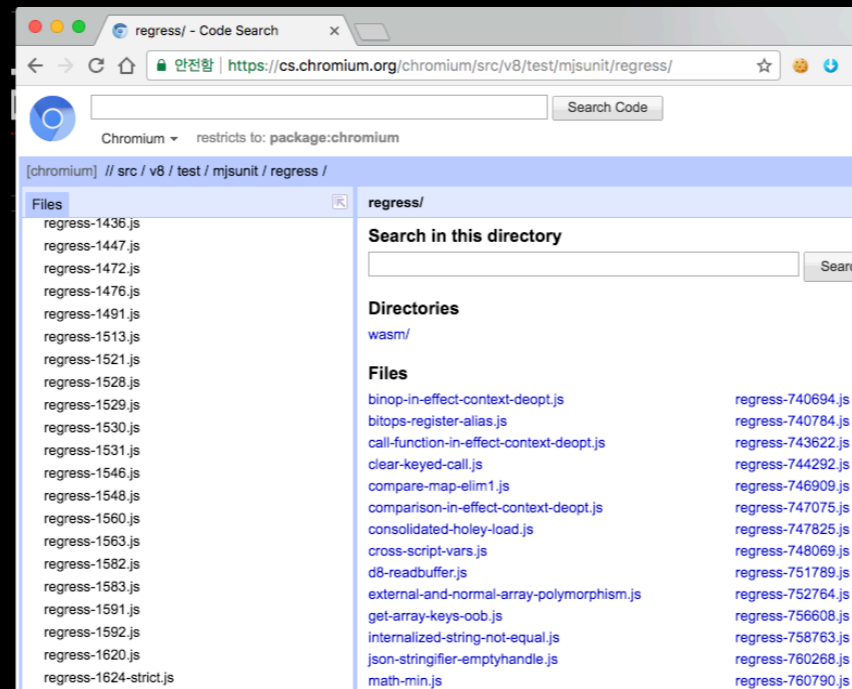 regress/ - Code Search
안전함 | https://cs.chromium.org/chromium/src/v8/test/mjsunit/regress/
Search Code
Chromium restricts to: package:chromium
[chromium] // src / v8 / test / mjsunit / regress /
Files
regress-1436.js
regress-1447.js
regress-1472.js
regress-1476.js
regress-1491.js
regress-1513.js
regress-1521.js
regress-1528.js
regress-1529.js
regress-1530.js
regress-1531.js
regress-1546.js
regress-1548.js
regress-1560.js
regress-1563.js
regress-1582.js
regress-1583.js
regress-1591.js
regress-1592.js
regress-1620.js
regress-1624-strict.js
regress/
Search in this directory
Sear
Directories
wasm/
Files
binop-in-effect-context-deopt.js
bitops-register-alias.js
call-function-in-effect-context-deopt.js
clear-keyed-call.js
compare-map-elim1.js
comparison-in-effect-context-deopt.js
consolidated-holey-load.js
cross-script-vars.js
d8-readbuffer.js
external-and-normal-array-polymorphism.js
get-array-keys-oob.js
internalized-string-not-equal.js
json-stringifier-emptyhandle.js
math-min.js
regress-740694.js
regress-740784.js
regress-743622.js
regress-744292.js
regress-746909.js
regress-747075.js
regress-747825.js
regress-748069.js
regress-751789.js
regress-752764.js
regress-756608.js
regress-758763.js
regress-760268.js
regress-760790.js